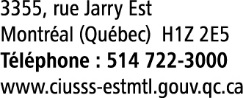 3355, rue Jarry Est
Montréal (Québec)  H1Z 2E5
Téléphone : 514 722-3000
www.ciusss-estmtl.gouv.qc.ca